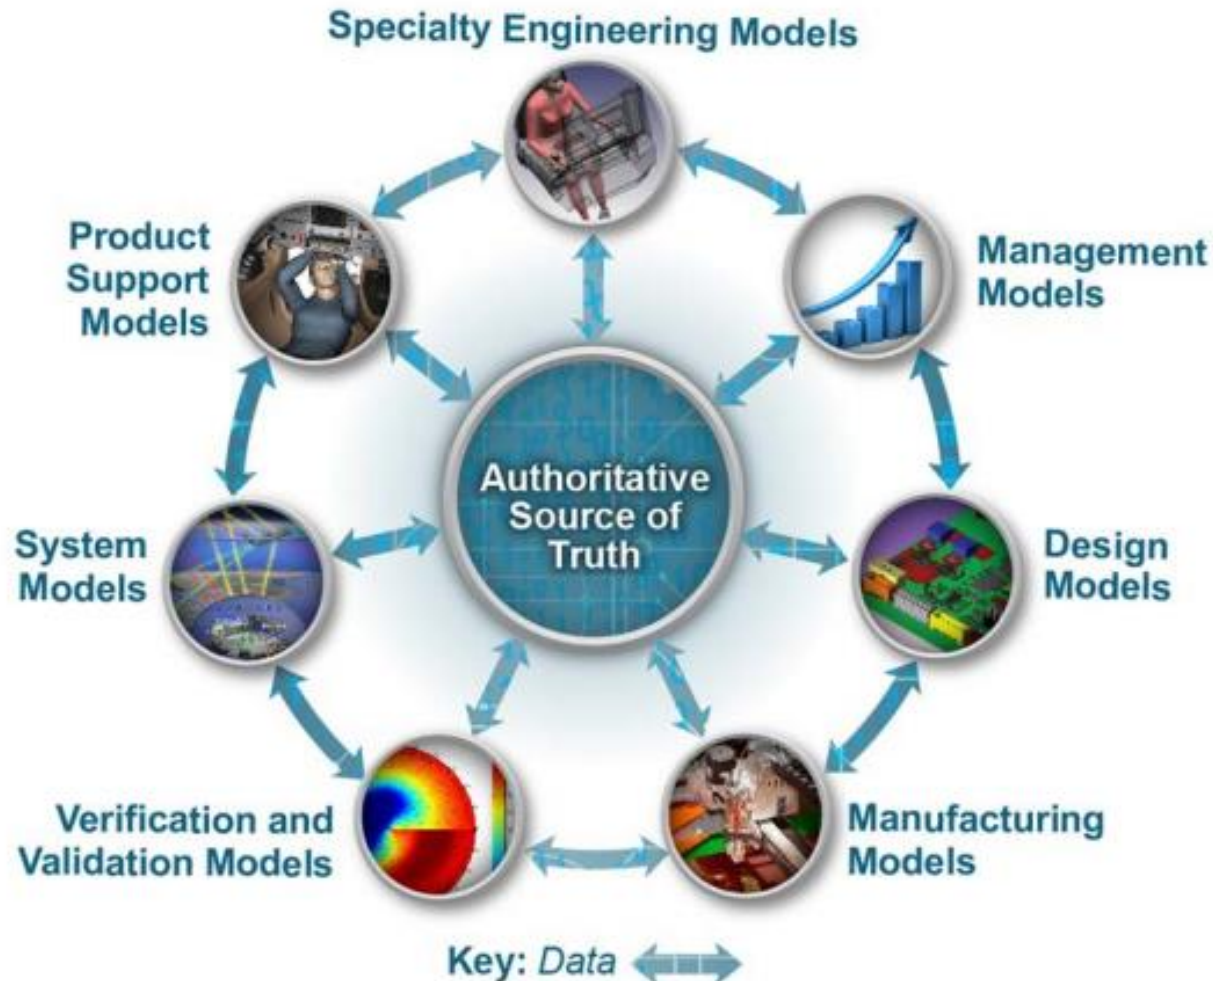 Specialty Engineering Models
Product
Support
Models
Management
Models
Authoritative
Source of
Truth
System
Models
Design
Models
Verification and
Validation Models
Manufacturing
Models
Key: Data